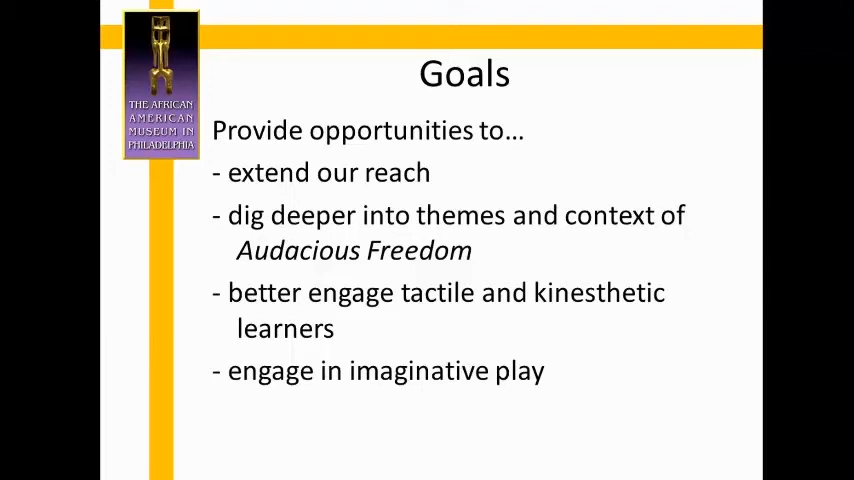 Goals
THE AFRICAN
AMERICAN
MUSEUM IN
PHILADELPHIA
Provide opportunities to...
- extend our reach
- dig deeper into themes and context of
Audacious Freedom
- better engage tactile and kinesthetic
learners
- engage in imaginative play